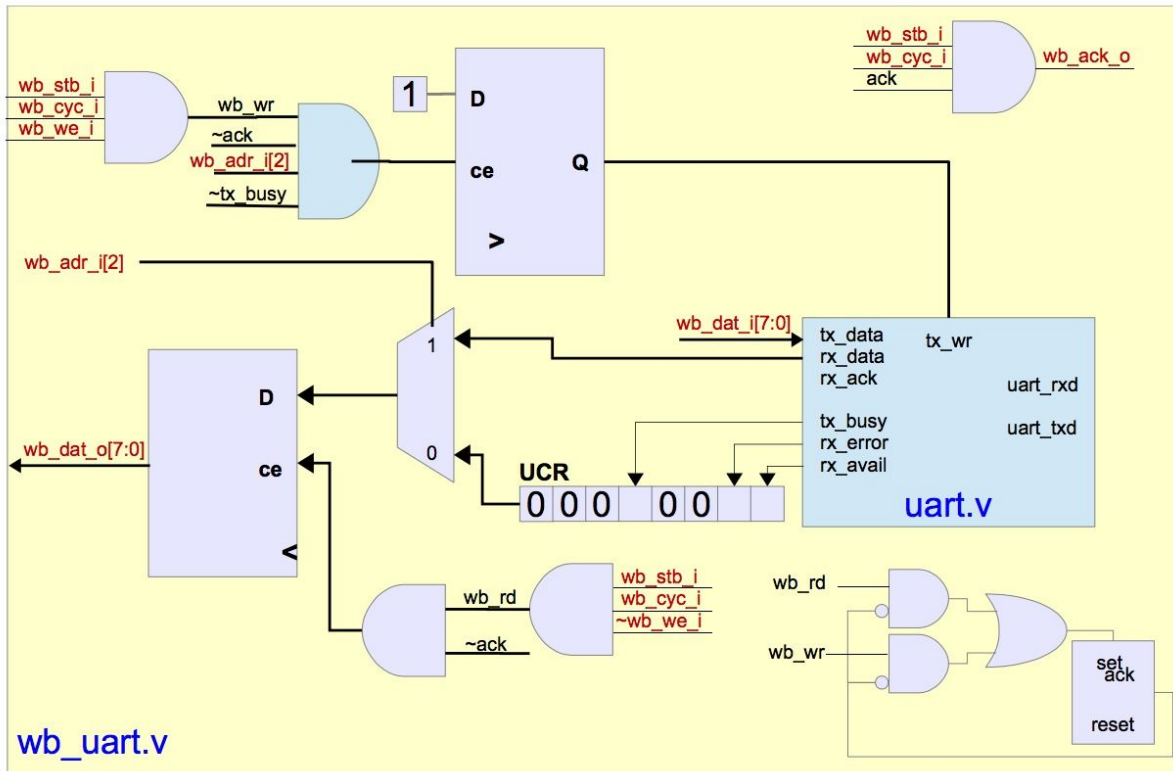 wb_stb_i
wb_cyc_i
wb_we_i
wb_wr
~ack
wb_adr_i[2]
~tx_busy
1
D
ce
Q
>
wb_stb_i
wb_cyc_i
ack
wb_ack_o
wb_adr_i[2]
1
0
D
ce
<
wb_dat_o[7:0]
wb_dat_i[7:0]
tx_data
rx_data
rx_ack
tx_wr
uart_rxd
uart_txd
tx_busy
rx_error
rx_avail
uart.v
UCR
0 0 0 0 0
wb_stb_i
wb_cyc_i
~wb_we_i
wb_rd
~ack
wb_rd
wb_wr
set
ack
reset
wb_uart.v